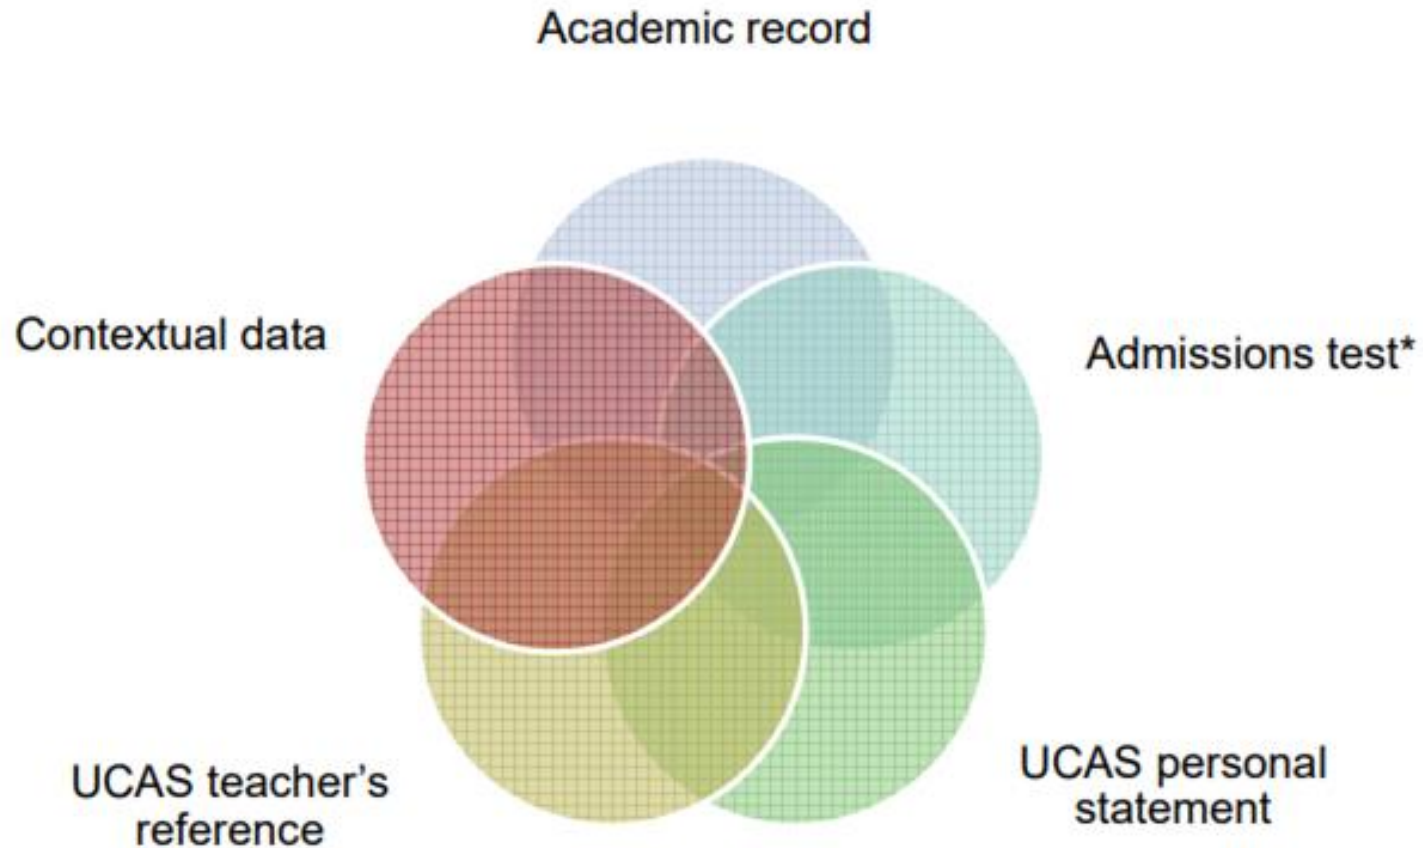 Academic record
Contextual data
Admissions test*
UCAS personal
statement
UCAS teacher’s
reference